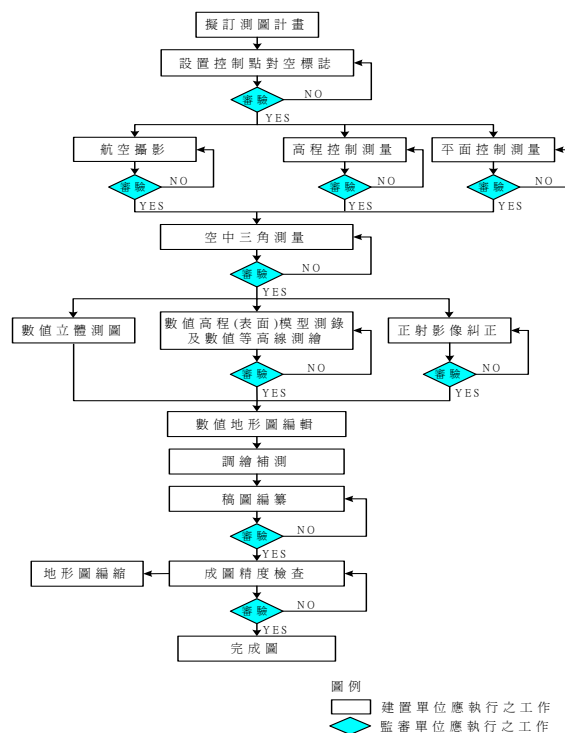 擬訂測圖計畫
設置控制點對空標誌
審驗
NO
YES
航空攝影
高程控制測量
平面控制測量
審驗
NO
審驗
NO
審驗
NO
YES
YES
YES
空中三角測量
審驗
NO
YES
數值立體測圖
數值高程(表面)模型測錄
及數值等高線測繪
正射影像糾正
審驗
NO
審驗
NO
YES
YES
數值地形圖編輯
調繪補測
稿圖編纂
審驗
NO
YES
地形圖編縮
成圖精度檢查
審驗
NO
YES
完成圖
圖例
建置單位應執行之工作
監審單位應執行之工作